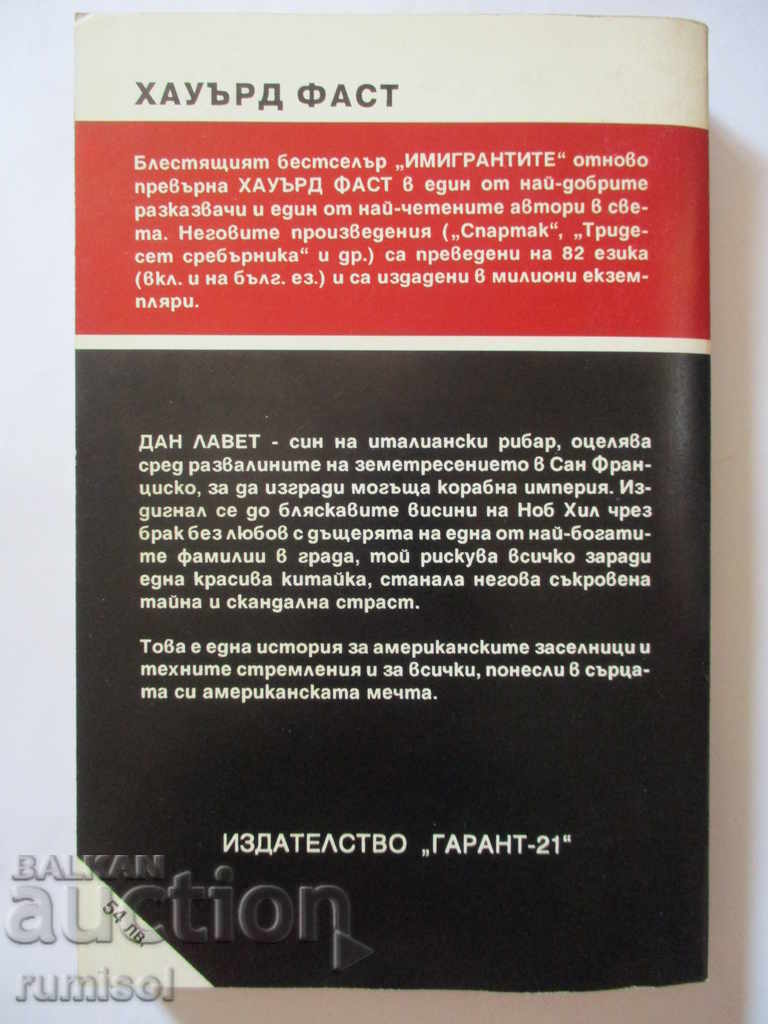 ХАУЪРД ФАСТ
Блестящият бестселър „ИМИГРАНТИТЕ“ отново
превърна ХАУЪРД ФАСТ в един от най-добрите
разказвачи и един от най-четените автори в све-
та. Неговите произведения („Спартак“, „Триде-
сет сребърника“ и др.) са преведени на 82 езика
(вкл. и на бълг. ез.) и са издадени в милиони екзем-
пляри.
ДАН ЛАВЕТ - син на италиански рибар, оцелява
сред развалините на земетресението в Сан Фран-
циско, за да изгради могъща корабна империя. Из-
дигнал се до бляскавите висини на Ноб Хил чрез
брак без любов с дъщерята на една от най-богати-
те фамилии в града, той рискува всичко заради
една красива китайка, станала негова съкровена
тайна и скандална страст.
Това е една история за американските заселници и
техните стремления и за всички, понесли в сърца-
та си американската мечта.
ИЗДАТЕЛСТВО „ГАРАНТ-21“
54 лв.
BALKAN
auction
rumisol